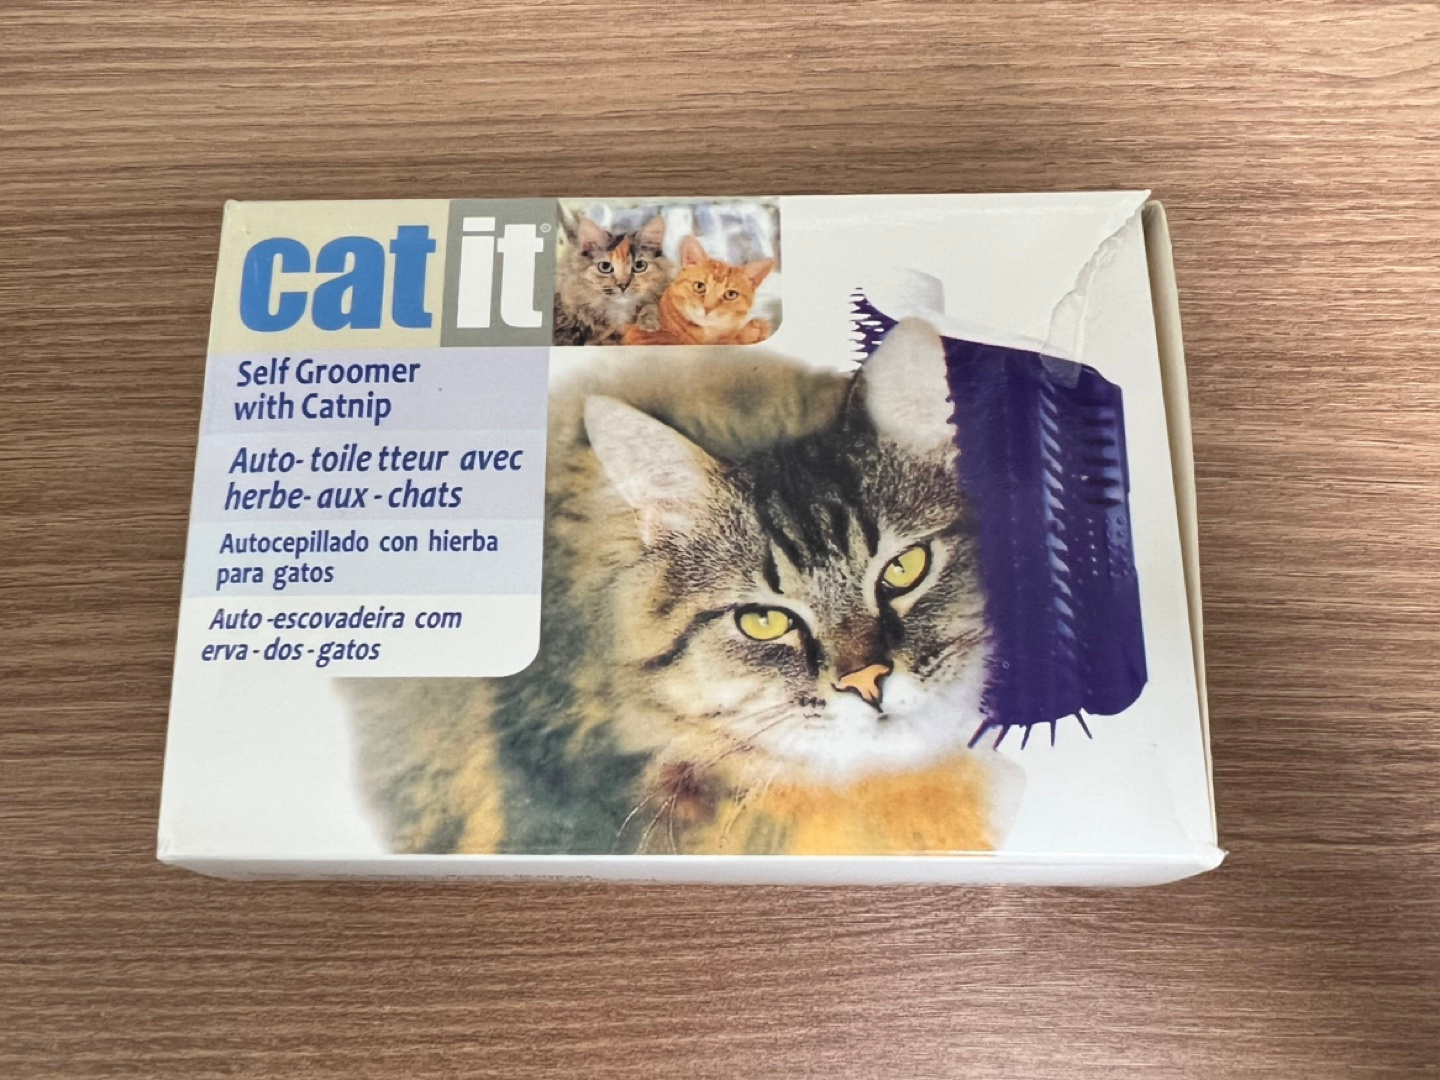 cat it©
Self Groomer
with Catnip
Auto-toile tteur avec
herbe-aux-chats
Autocepillado con hierba
para gatos
Auto-escovadeira com
erva-dos-gatos